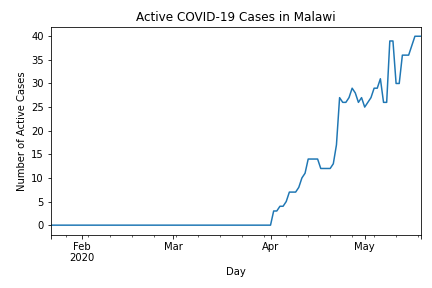 Active COVID-19 Cases in Malawi
Number of Active Cases
40
35
30
25
20
15
10
5
0
Feb Mar Apr May
2020
Day